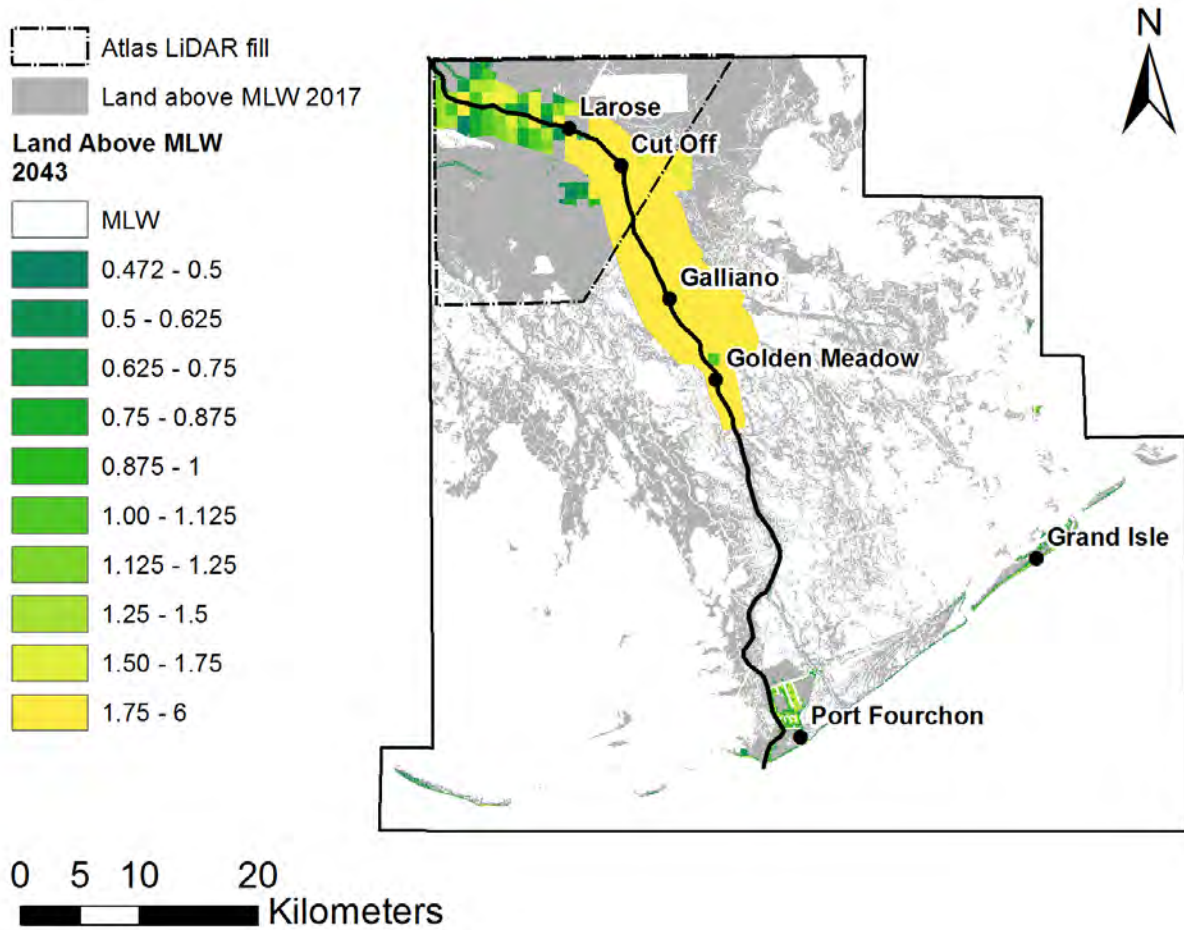 Atlas LiDAR fill
Land above MLW 2017
Land Above MLW
2043
MLW
0.472 - 0.5
0.5 - 0.625
0.625 - 0.75
0.75 - 0.875
0.875 - 1
1.00 - 1.125
1.125 - 1.25
1.25 - 1.5
1.50 - 1.75
1.75 - 6
N
Larose
Cut Off
Galliano
Golden Meadow
Grand Isle
Port Fourchon
0 5 10 20
Kilometers